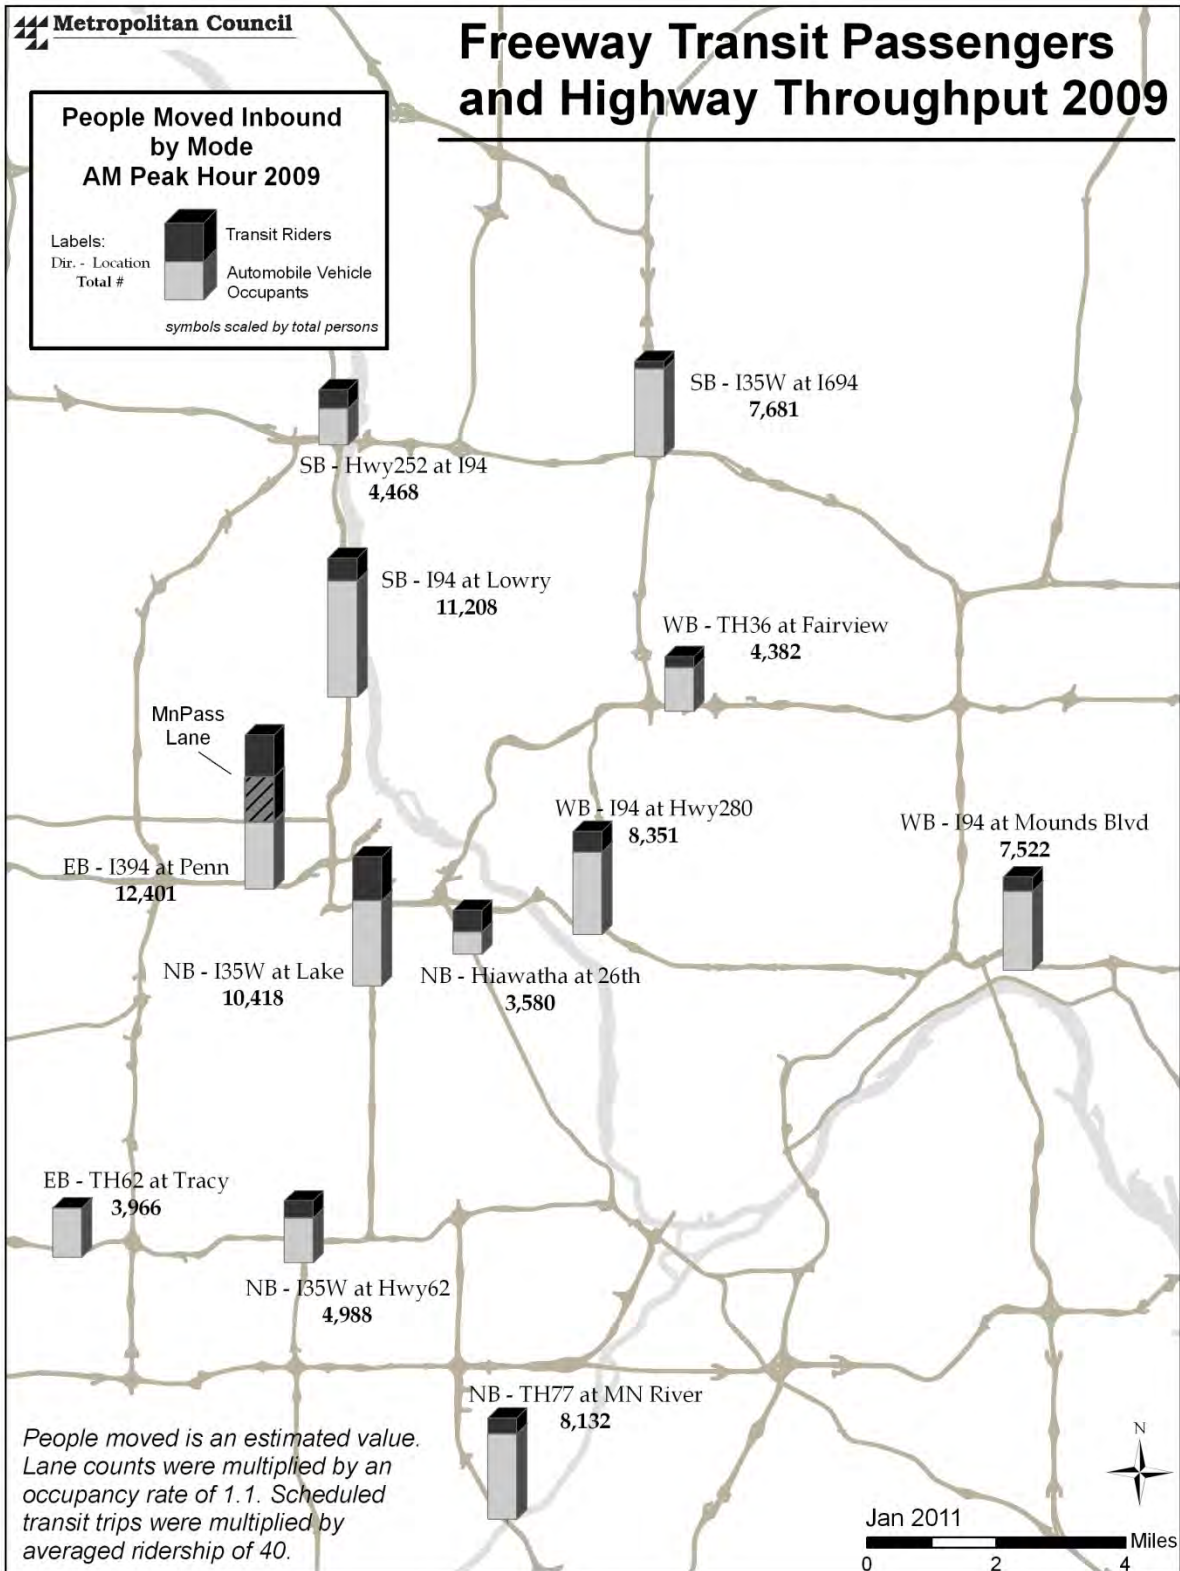 Metropolitan Council
Freeway Transit Passengers
and Highway Throughput 2009
People Moved Inbound
by Mode
AM Peak Hour 2009
Labels:
Dir. - Location
Total #
Transit Riders
Automobile Vehicle
Occupants
symbols scaled by total persons
SB - I35W at I694
7,681
SB - Hwy252 at I94
4,468
SB - I94 at Lowry
11,208
WB - TH36 at Fairview
4,382
MnPass
Lane
WB - I94 at Hwy280
8,351
WB - I94 at Mounds Blvd
7,522
EB - I394 at Penn
12,401
NB - I35W at Lake
10,418
NB - Hiawatha at 26th
3,580
EB - TH62 at Tracy
3,966
NB - I35W at Hwy62
4,988
NB - TH77 at MN River
8,132
People moved is an estimated value.
Lane counts were multiplied by an
occupancy rate of 1.1. Scheduled
transit trips were multiplied by
averaged ridership of 40.
N
Jan 2011
Miles
0 2 4